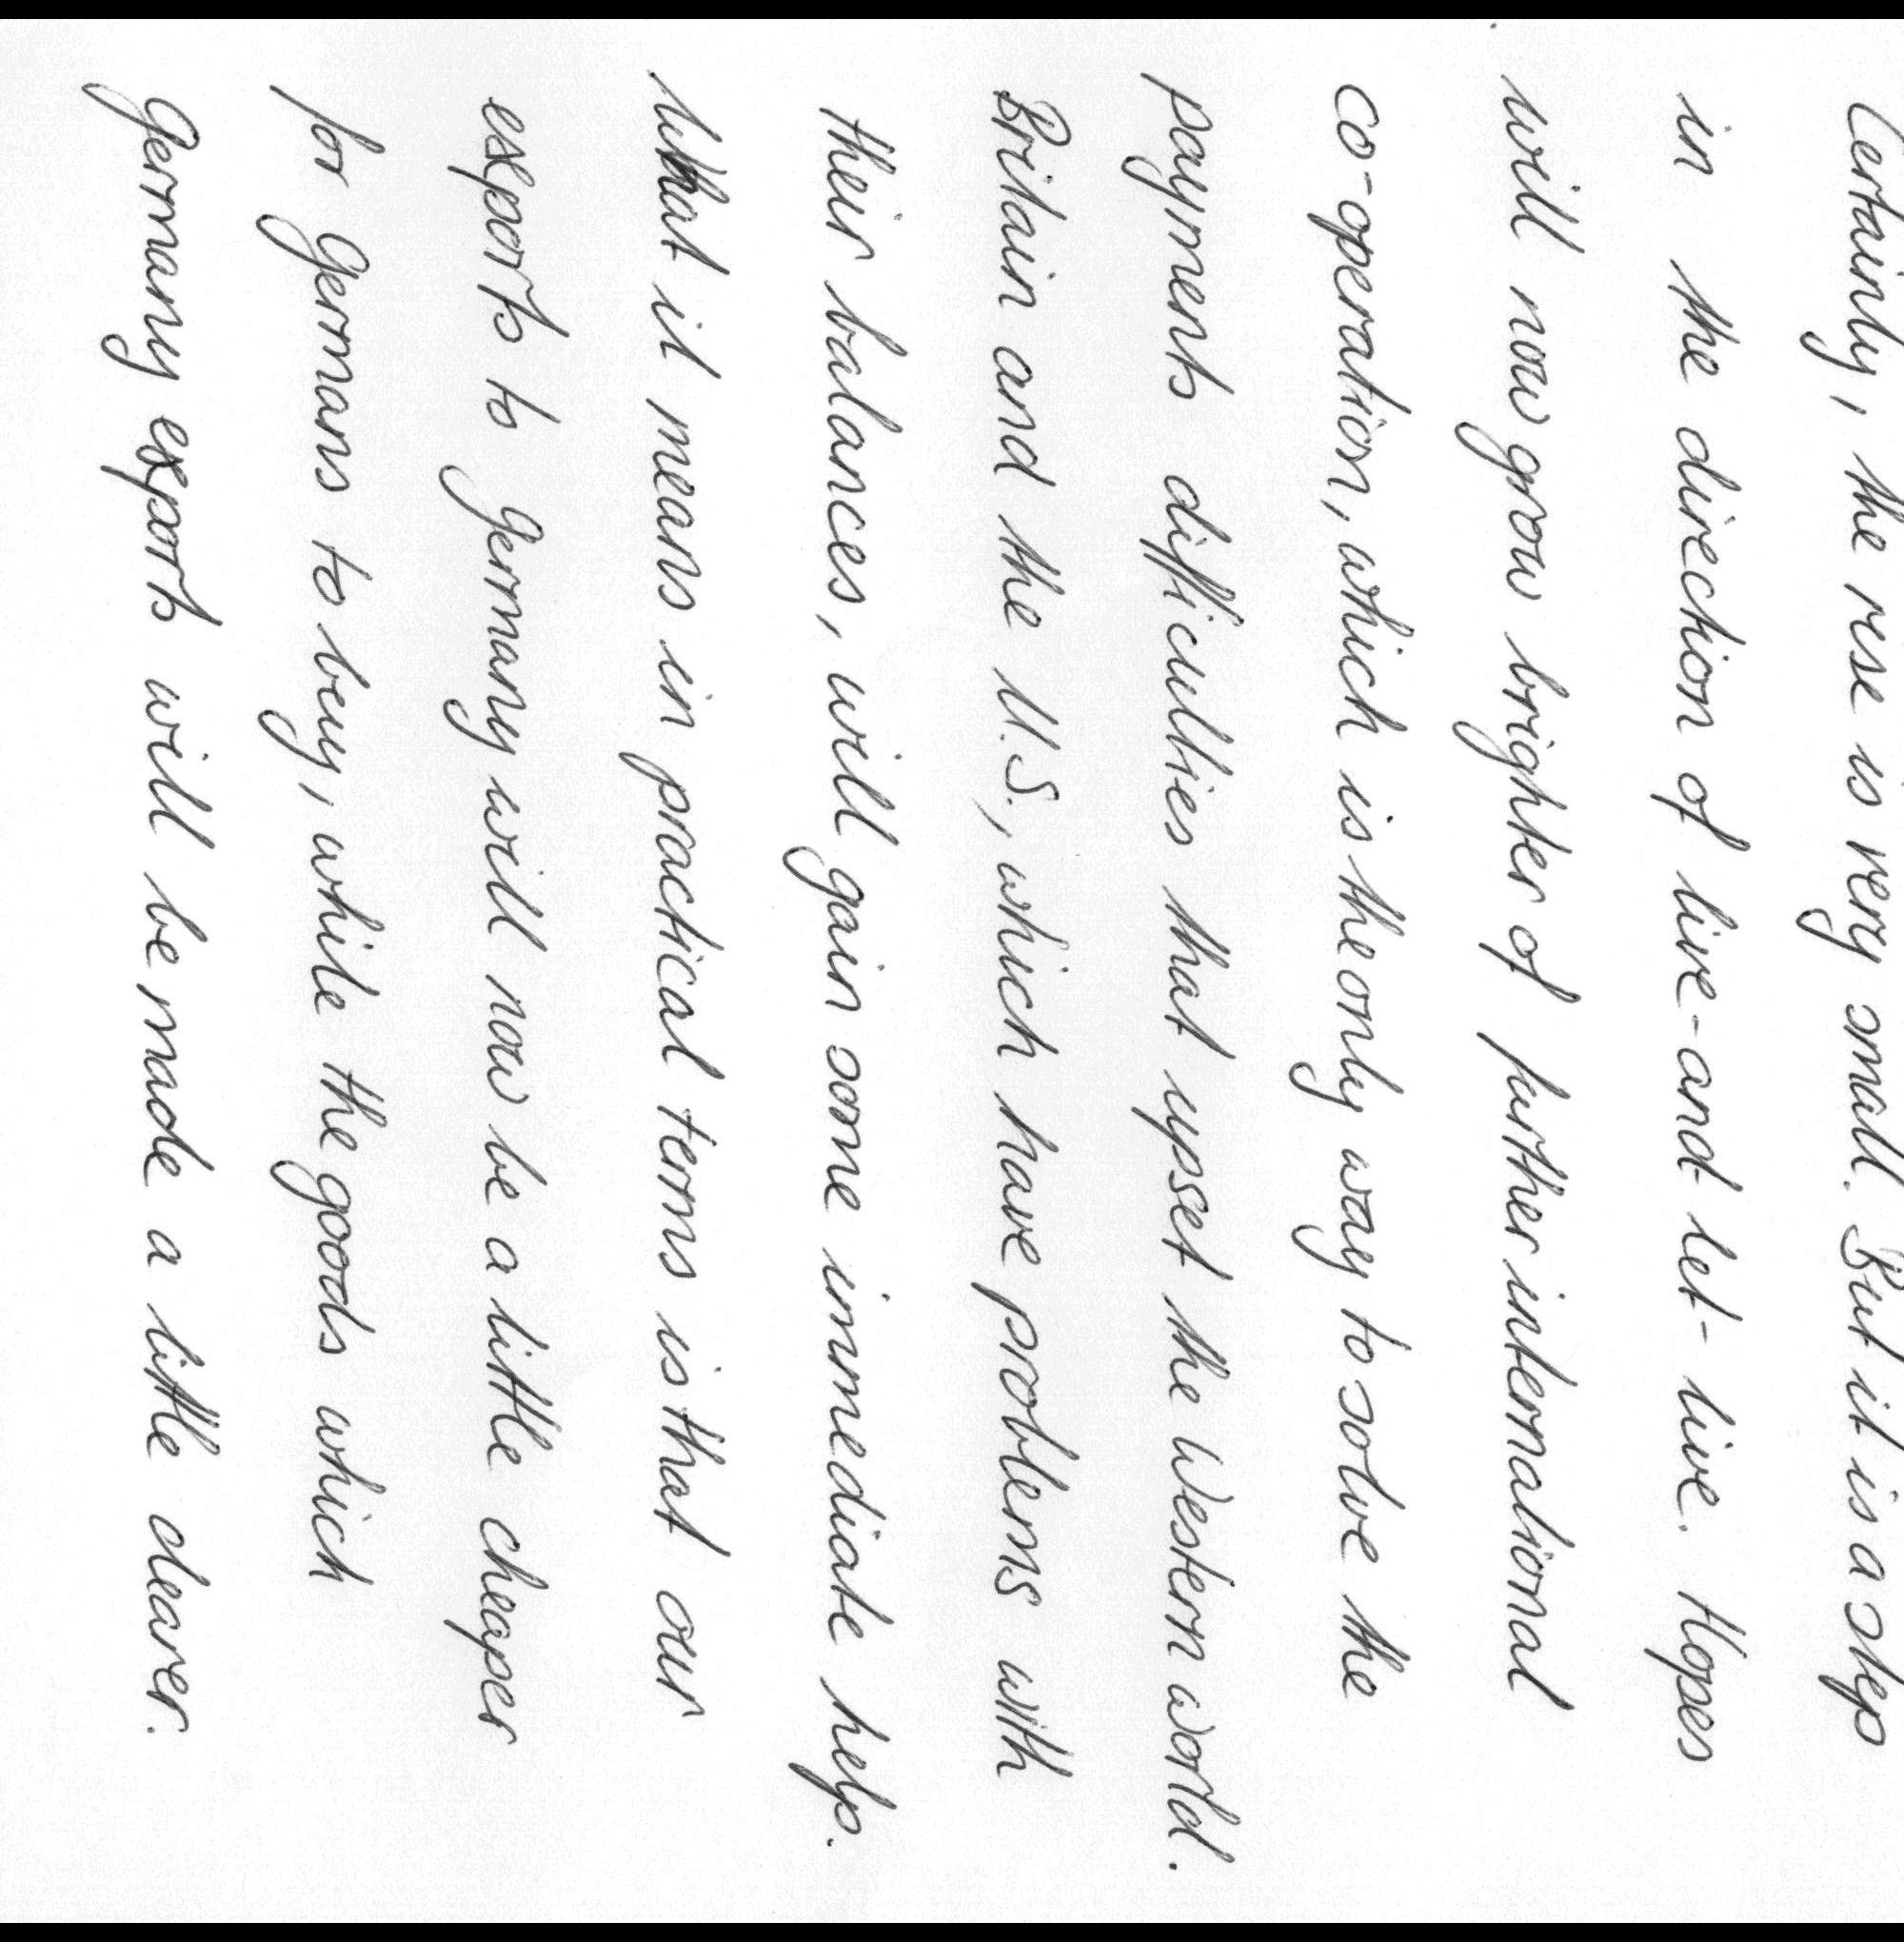 Certainly, the rise is very small. But it is a step
in the direction of live-and-let-live. Hopes
will now grow brighter of further international
co-operation, which is the only way to solve the
payments difficulties that upset the Western world.
Britain and the U.S., which have problems with
their balances, will gain some immediate help.
What it means in practical terms is that our
exports to Germany will now be a little cheaper
for Germans to buy, while the goods which
Germany exports will be made a little dearer.